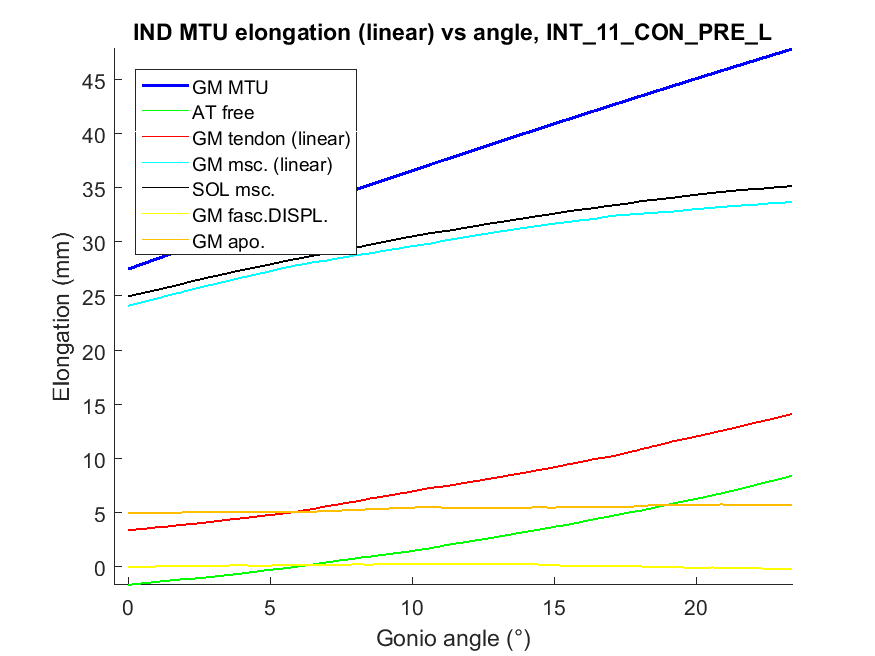 IND MTU elongation (linear) vs angle, INT_11_CON_PRE_L
GM MTU
AT free
GM tendon (linear)
GM msc. (linear)
SOL msc.
GM fasc.DISPL.
GM apo.
Elongation (mm)
45
40
35
30
25
20
15
10
5
0
0 5 10 15 20
Gonio angle (°)